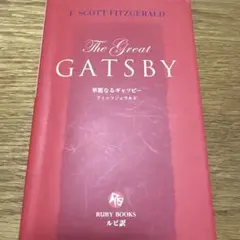 F. SCOTT FITZGERALD
The Great
GATSBY
華麗なるギャツビー
フィッツジェラルド
RUBY BOOKS
ルビ訳